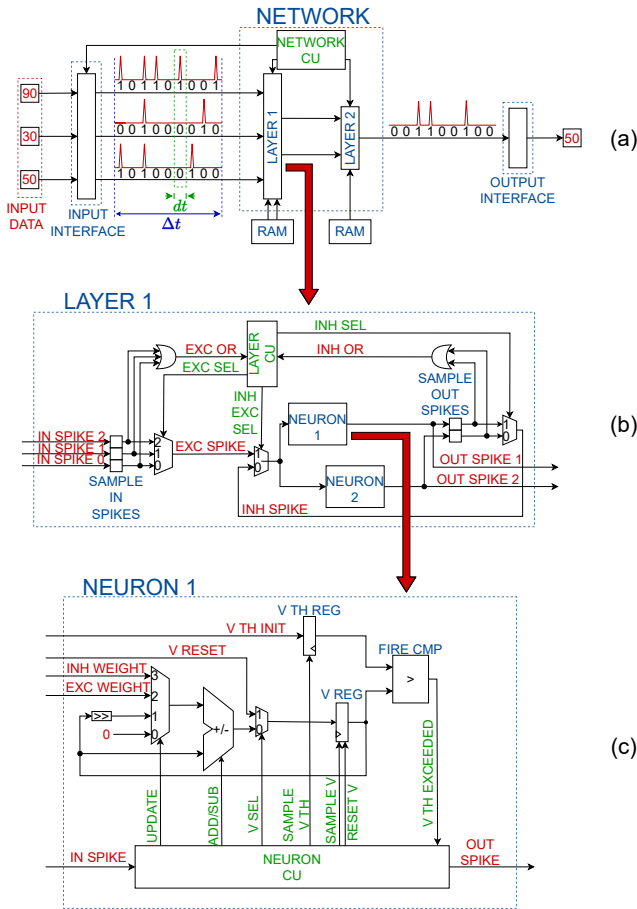 NETWORK
NETWORK
CU
90
30
50
1 0 1 1 0 1 0 0 1
0 0 1 0 0 0 0 1 0
1 0 1 0 0 0 1 0 0
dt
Δt
INPUT
DATA
INPUT
INTERFACE
LAYER 1
LAYER 2
RAM
RAM
0 0 1 1 0 0 1 0 0
OUTPUT
INTERFACE
50
(a)
LAYER 1
LAYER
CU
EXC OR
EXC SEL
INH SEL
INH OR
INH
EXC
SEL
SAMPLE
OUT
SPIKES
IN SPIKE 2
IN SPIKE 1
IN SPIKE 0
2
1
0
SAMPLE
IN
SPIKES
EXC SPIKE
1
0
NEURON
1
NEURON
2
1
0
OUT SPIKE 1
OUT SPIKE 2
INH SPIKE
(b)
NEURON 1
V TH REG
V TH INIT
V RESET
FIRE CMP
>
INH WEIGHT
EXC WEIGHT
>>
0
3
2
1
0
+/-
1
0
V REG
UPDATE
ADD/SUB
V SEL
SAMPLE
V TH
SAMPLE V
RESET V
V TH EXCEEDED
IN SPIKE
NEURON
CU
OUT
SPIKE
(c)